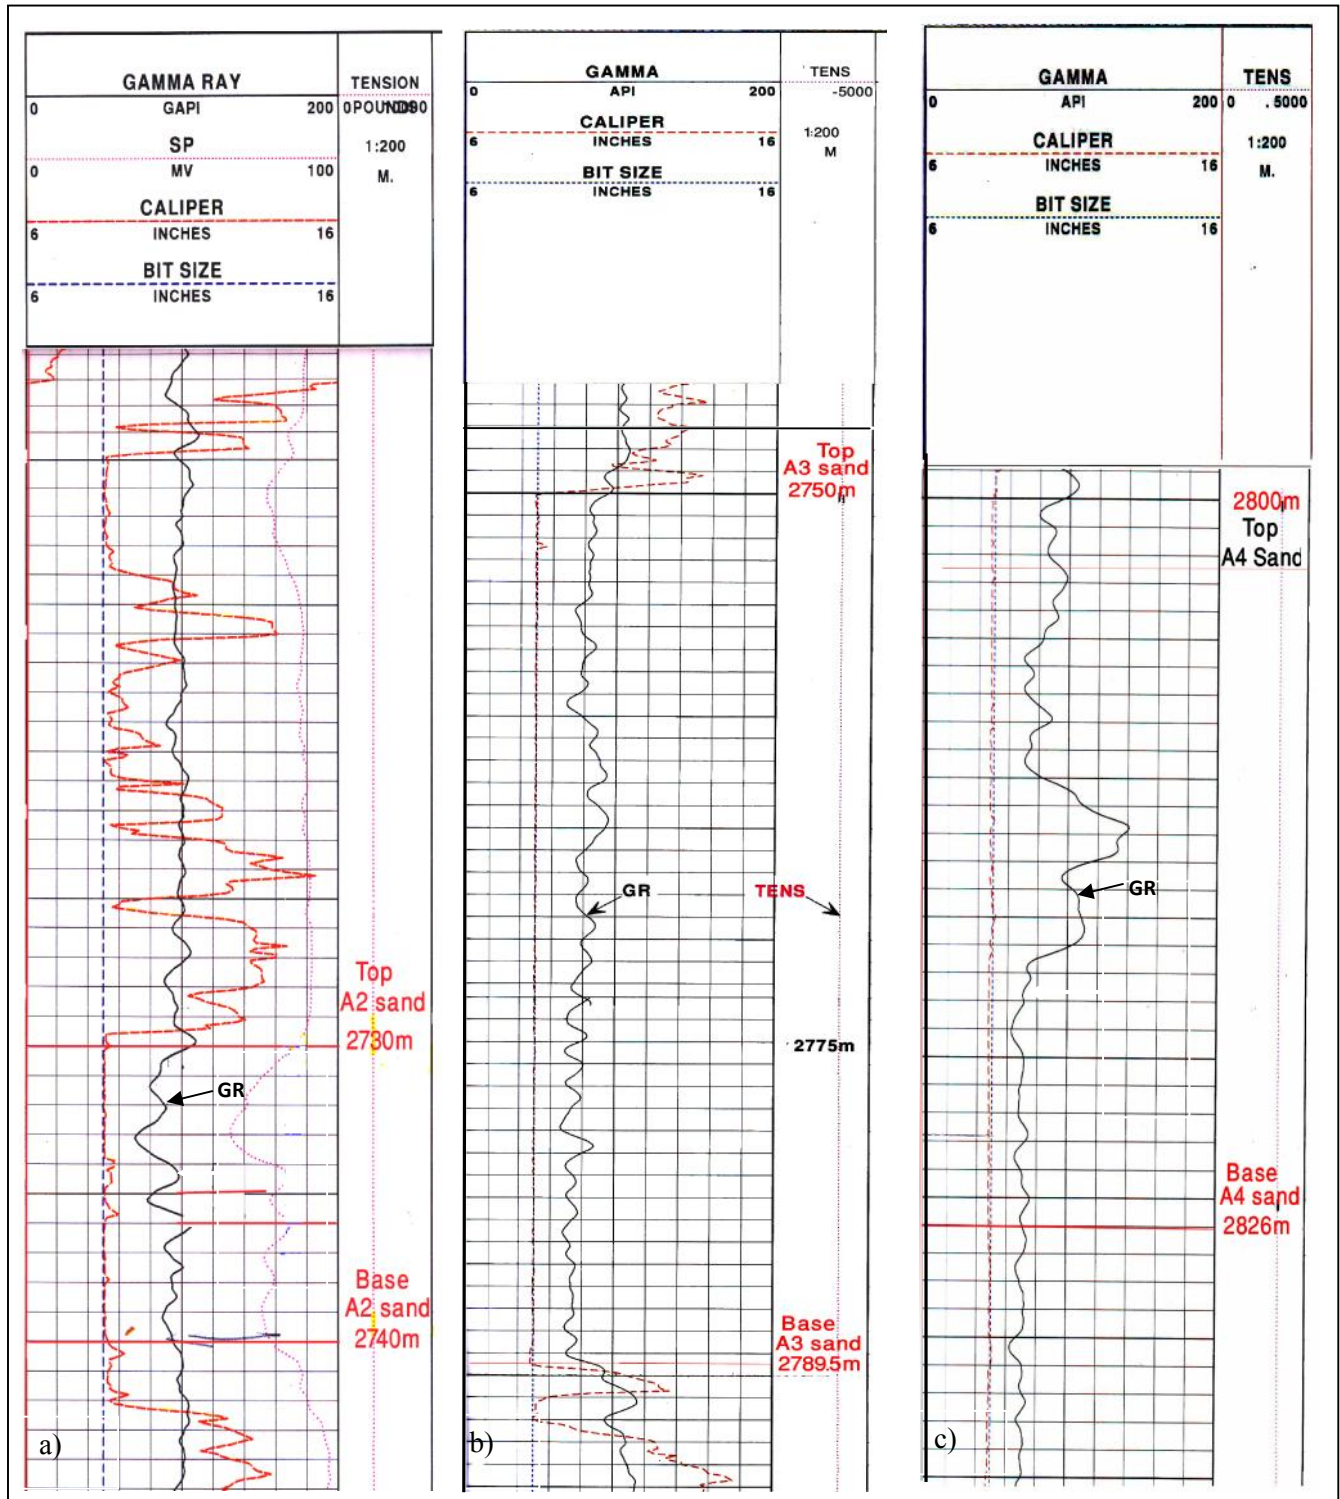 GAMMA RAY
TENSION
0 GAPI 200
SP
1:200
0 MV 100
M.
CALIPER
6 INCHES 16
BIT SIZE
6 INCHES 16
Top
A2 sand
2730m
GR
Base
A2 sand
2740m
a)
GAMMA
TENS
0 API 200
-5000
CALIPER
1:200
6 INCHES 16
M
BIT SIZE
6 INCHES 16
Top
A3 sand
2750m
GR
TENS
2775m
Base
A3 sand
2789.5m
b)
GAMMA
TENS
0 API 200
0 .5000
CALIPER
1:200
6 INCHES 16
M.
BIT SIZE
6 INCHES 16
2800m
Top
A4 Sand
GR
Base
A4 sand
2826m
c)